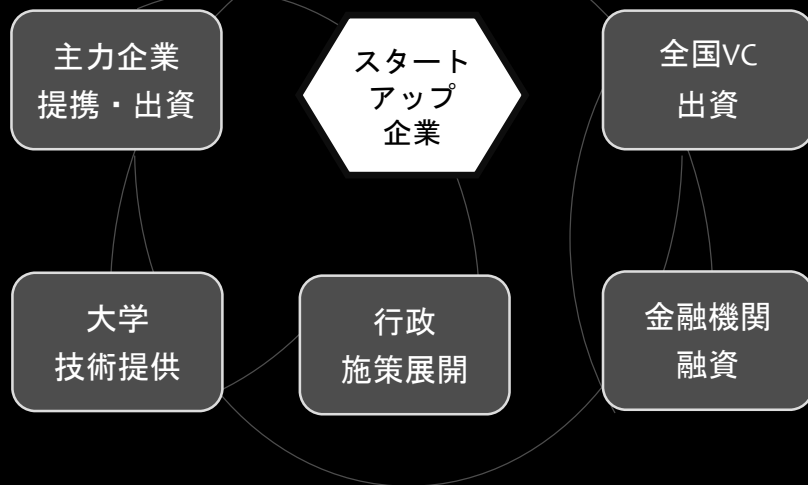 主力企業
提携・出資
スタート
アップ
企業
全国VC
出資
大学
技術提供
行政
施策展開
金融機関
融資